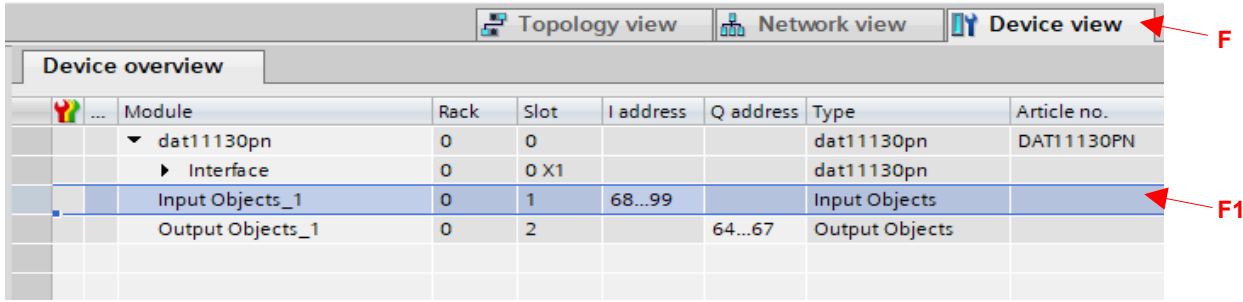 Topology view Network view Device view
F
Device overview
... Module Rack Slot I address Q address Type Article no.
dat11130pn 0 0 dat11130pn DAT11130PN
Interface 0 0 X1 dat11130pn
Input Objects_1 0 1 68...99 Input Objects
F1
Output Objects_1 0 2 64...67 Output Objects